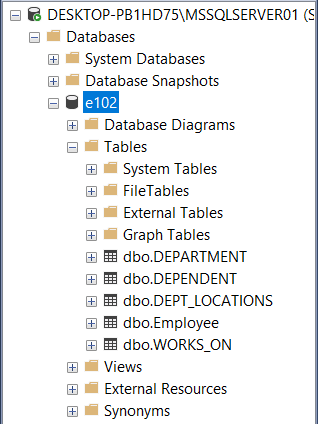 DESKTOP-PB1HD75\MSSQLSERVER01 (S
Databases
System Databases
Database Snapshots
e102
Database Diagrams
Tables
System Tables
FileTables
External Tables
Graph Tables
dbo.DEPARTMENT
dbo.DEPENDENT
dbo.DEPT_LOCATIONS
dbo.Employee
dbo.WORKS_ON
Views
External Resources
Synonyms